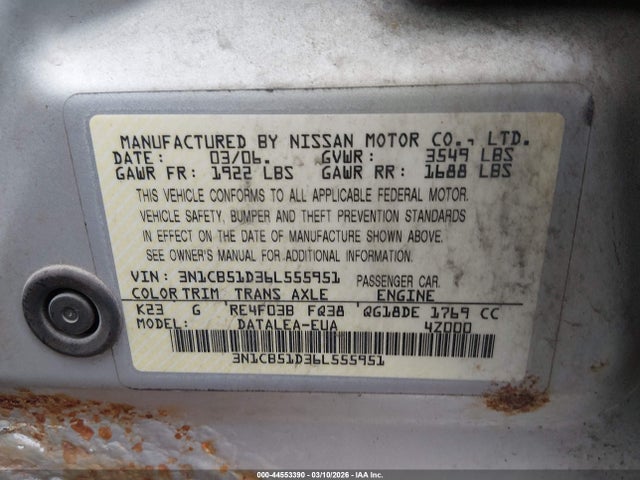 MANUFACTURED BY NISSAN MOTOR CO., LTD.
DATE: 03/06. GVWR: 3549 LBS
GAWR FR: 1922 LBS GAWR RR: 1688 LBS
THIS VEHICLE CONFORMS TO ALL APPLICABLE FEDERAL MOTOR.
VEHICLE SAFETY, BUMPER AND THEFT PREVENTION STANDARDS
IN EFFECT ON THE DATE OF MANUFACTURE SHOWN ABOVE.
SEE OWNER'S MANUAL FOR ADDITIONAL INFORMATION.
VIN: 3N1CB51D36L555951 PASSENGER CAR.
COLOR TRIM TRANS AXLE ENGINE
K23 G RE4F03B FQ38 QG18DE 1769 CC
MODEL: DATALEA-EUA 4Z000
3N1CB51D36L555951
000-44553390 - 03/10/2026 - IAA Inc.